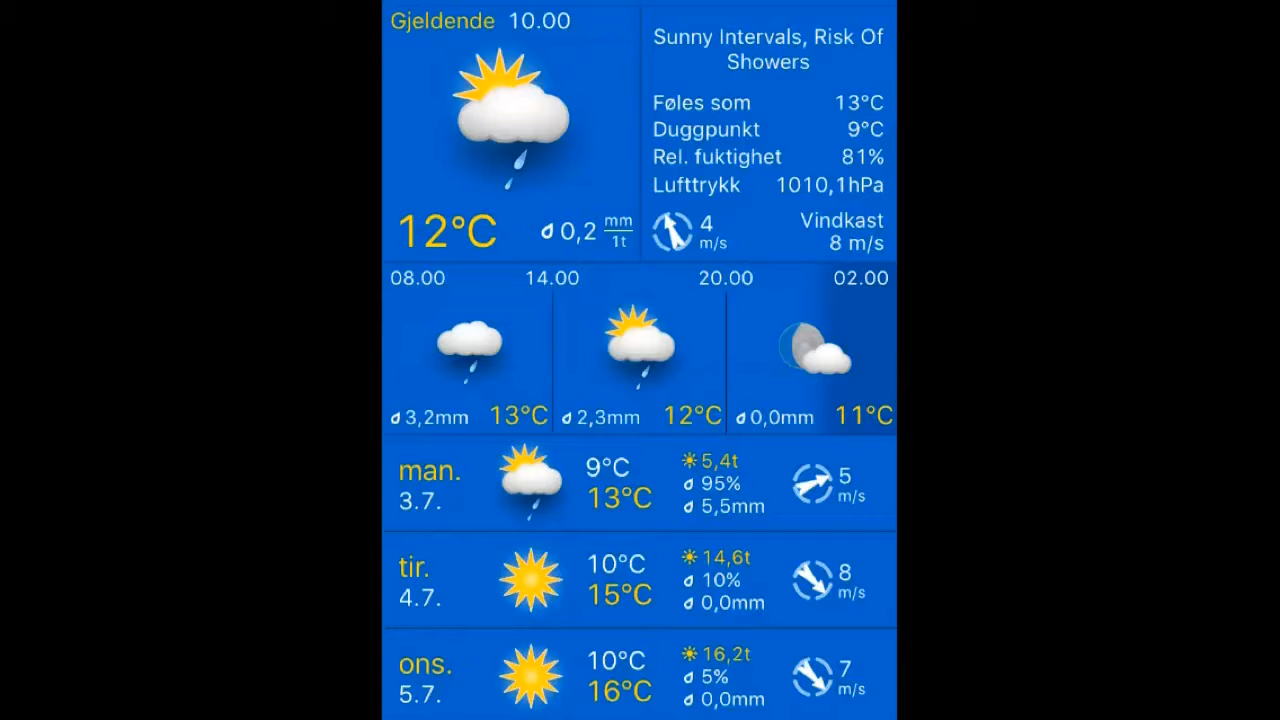 Gjeldende 10.00
12°C 0,2 mm/1t
Sunny Intervals, Risk Of
Showers
Føles som 13°C
Duggpunkt 9°C
Rel. fuktighet 81%
Lufttrykk 1010,1hPa
4 m/s Vindkast
8 m/s
08.00 14.00 20.00 02.00
3,2mm 13°C 2,3mm 12°C 0,0mm 11°C
man.
3.7.
9°C
13°C
5,4t
95%
5,5mm
5
m/s
tir.
4.7.
10°C
15°C
14,6t
10%
0,0mm
8
m/s
ons.
5.7.
10°C
16°C
16,2t
5%
0,0mm
7
m/s